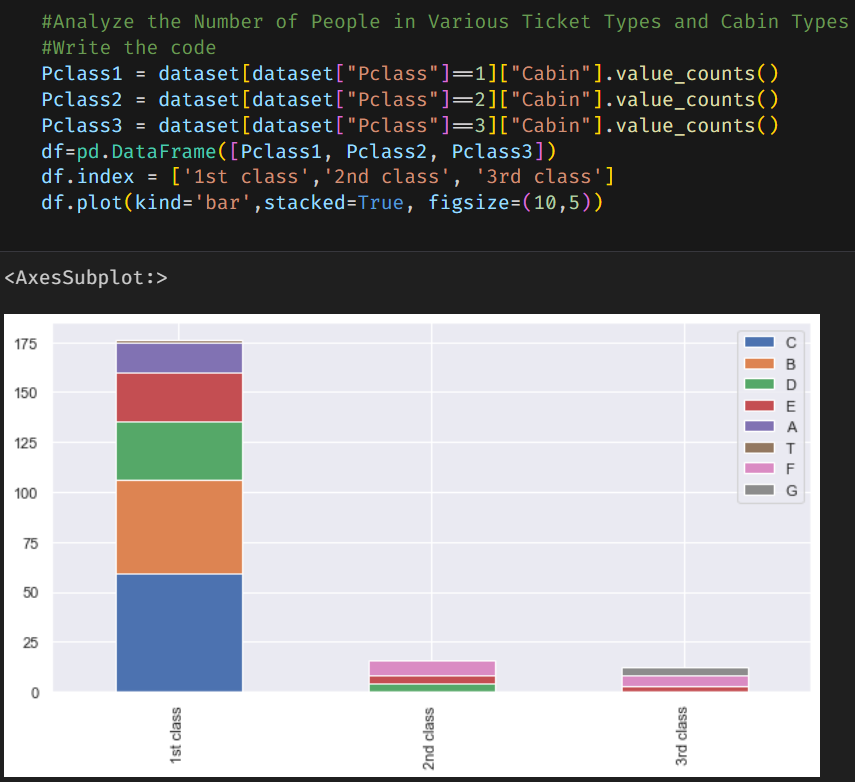 #Analyze the Number of People in Various Ticket Types and Cabin Types
#Write the code
Pclass1 = dataset[dataset["Pclass"]==1]["Cabin"].value_counts()
Pclass2 = dataset[dataset["Pclass"]==2]["Cabin"].value_counts()
Pclass3 = dataset[dataset["Pclass"]==3]["Cabin"].value_counts()
df=pd.DataFrame([Pclass1, Pclass2, Pclass3])
df.index = ['1st class','2nd class', '3rd class']
df.plot(kind='bar',stacked=True, figsize=(10,5))
<AxesSubplot:>
175
150
125
100
75
50
25
0
C
B
D
E
A
T
F
G
1st class
2nd class
3rd class